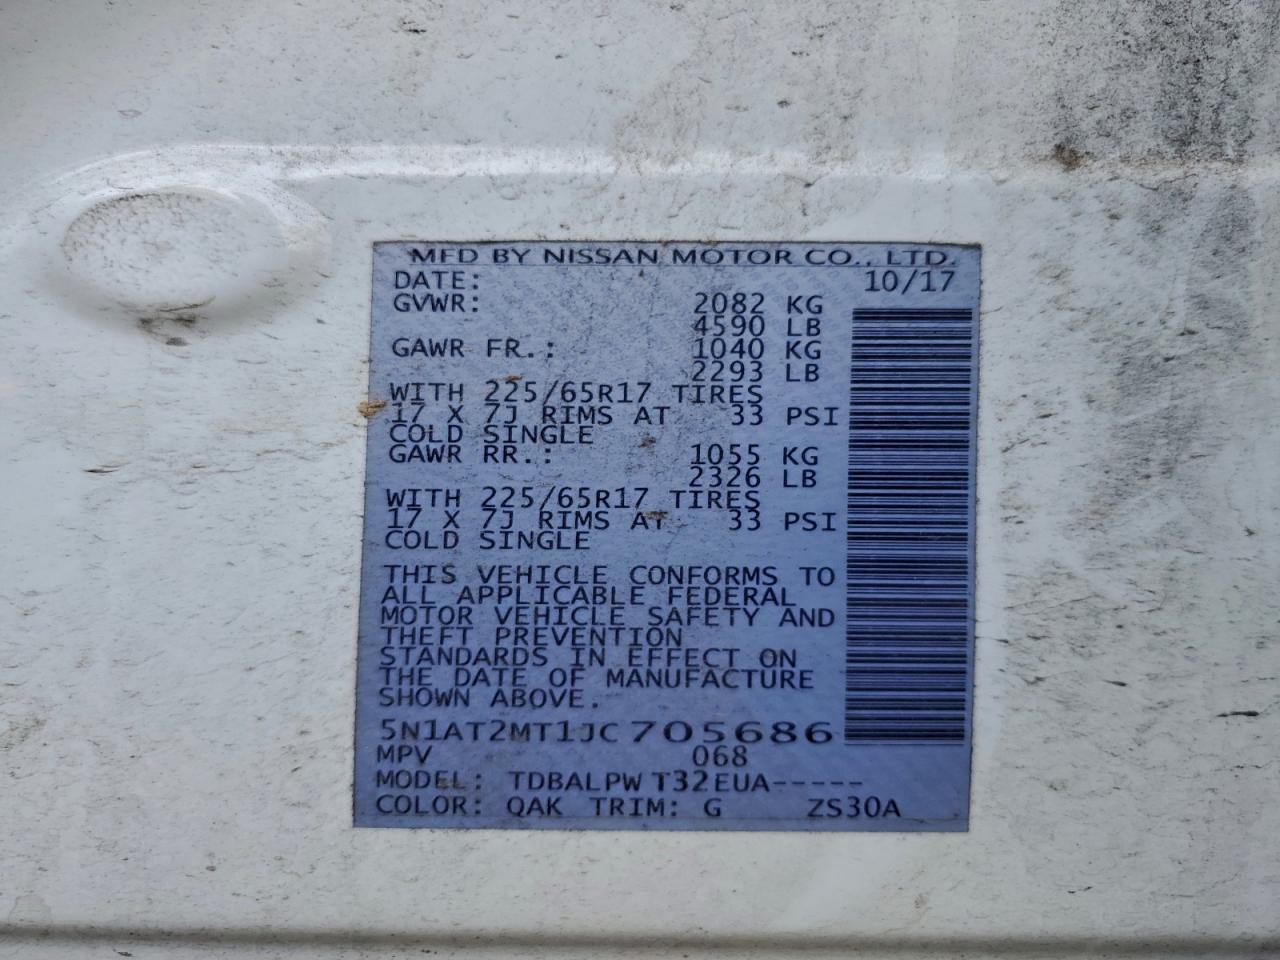 MFD BY NISSAN MOTOR CO., LTD.
DATE: 10/17
GVWR: 2082 KG
4590 LB
GAWR FR.: 1040 KG
2293 LB
WITH 225/65R17 TIRES
17 X 7J RIMS AT 33 PSI
COLD SINGLE
GAWR RR.: 1055 KG
2326 LB
WITH 225/65R17 TIRES
17 X 7J RIMS AT 33 PSI
COLD SINGLE
THIS VEHICLE CONFORMS TO
ALL APPLICABLE FEDERAL
MOTOR VEHICLE SAFETY AND
THEFT PREVENTION
STANDARDS IN EFFECT ON
THE DATE OF MANUFACTURE
SHOWN ABOVE.
5N1AT2MT1JC705686
MPV 068
MODEL: TDBALPW T32EUA-----
COLOR: QAK TRIM: G ZS30A